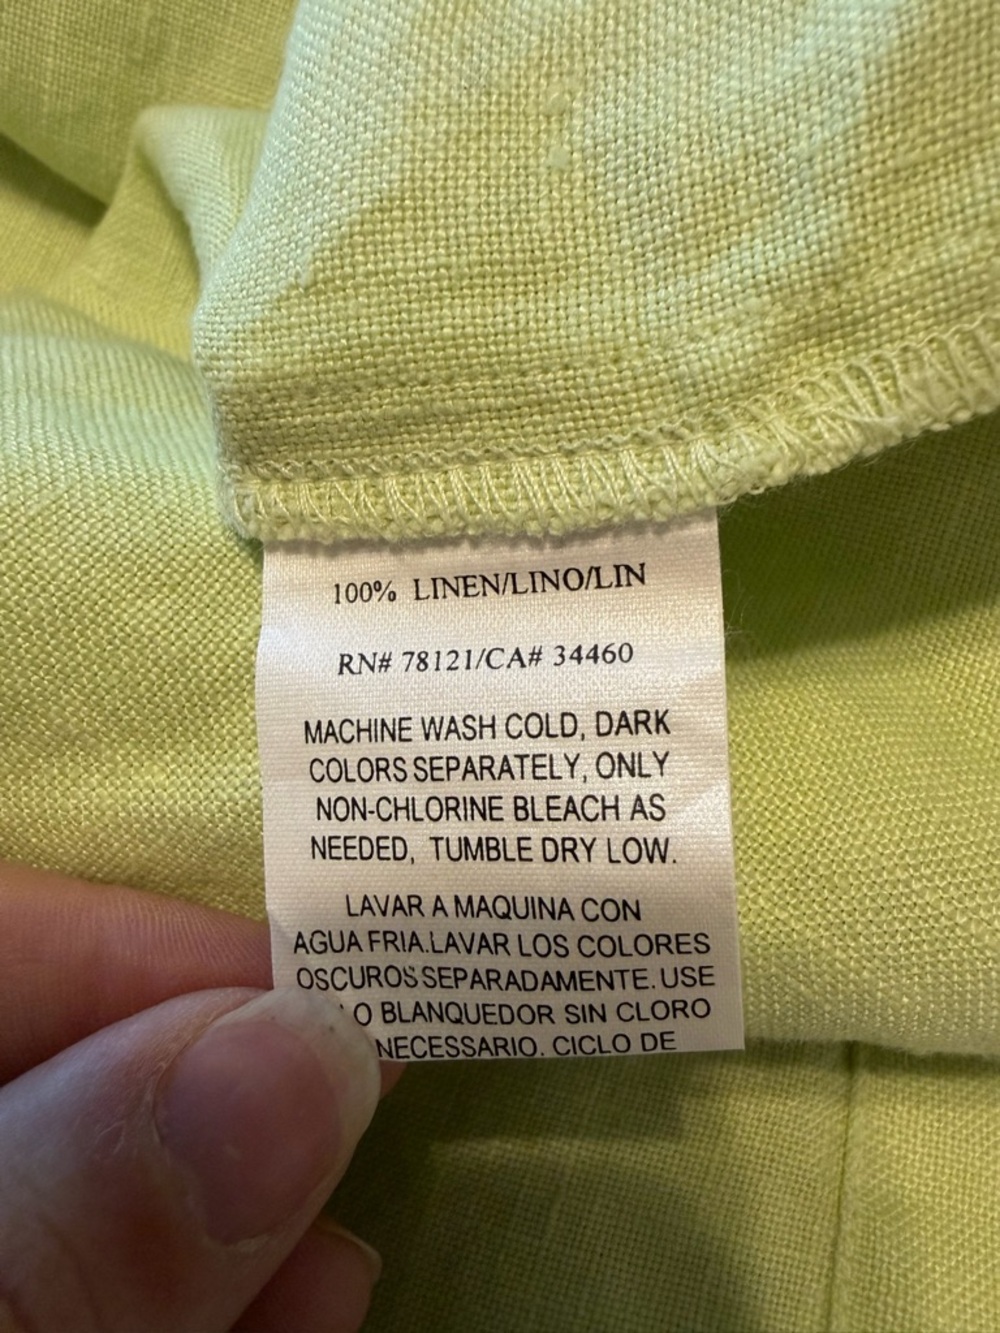 100% LINEN/LINO/LIN
RN# 78121/CA# 34460
MACHINE WASH COLD, DARK
COLORS SEPARATELY, ONLY
NON-CHLORINE BLEACH AS
NEEDED, TUMBLE DRY LOW.
LAVAR A MAQUINA CON
AGUA FRIA.LAVAR LOS COLORES
OSCUROS SEPARADAMENTE. USE
BLANQUEDOR SIN CLORO
NECESSARIO. CICLO DE